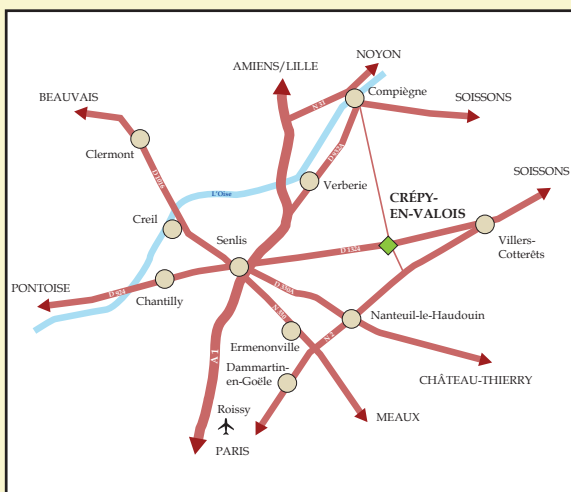 NOYON
AMIENS/LILLE
BEAUVAIS
N 31
Compiègne
SOISSONS
Clermont
D 932A
D 1016
Verberie
SOISSONS
L'Oise
CRÉPY-
EN-VALOIS
Creil
Senlis
D 1324
Villers-
Cotterêts
PONTOISE
D 924
Chantilly
N 330
Nanteuil-le-Haudouin
Ermenonville
N 2
A 1
Dammartin-
en-Goële
CHÂTEAU-THIERRY
Roissy
MEAUX
PARIS